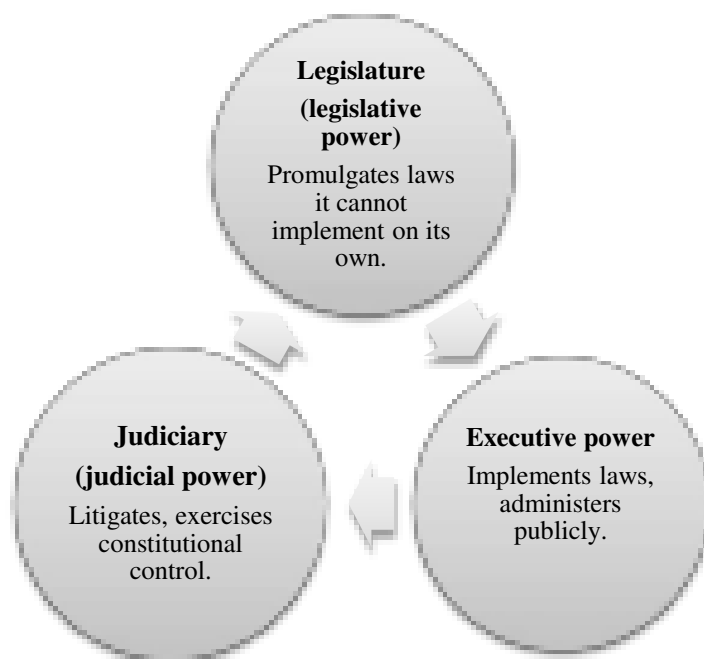 Legislature
(legislative
power)
Promulgates laws
it cannot
implement on its
own.
Judiciary
(judicial power)
Litigates, exercises
constitutional
control.
Executive power
Implements laws,
administers
publicly.